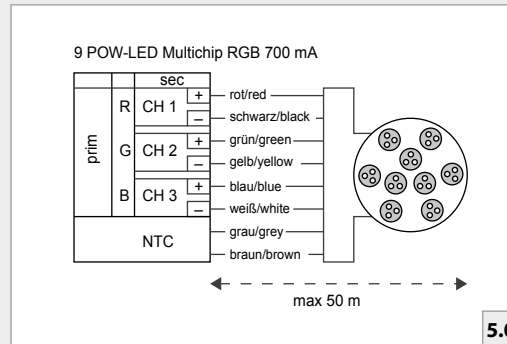 9 POW-LED Multichip RGB 700 mA
sec
prim
R CH 1 + rot/red
– schwarz/black
G CH 2 + grün/green
– gelb/yellow
B CH 3 + blau/blue
– weiß/white
NTC grau/grey
braun/brown
max 50 m